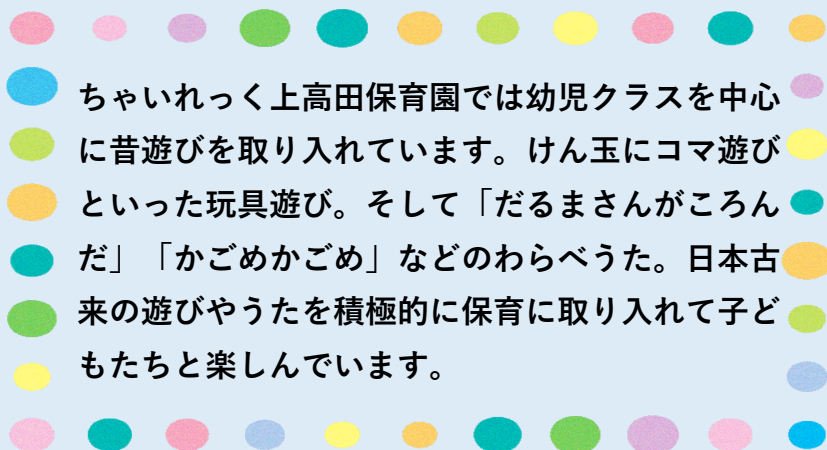 ちゃいれっく上高田保育園では幼児クラスを中心
に昔遊びを取り入れています。けん玉にコマ遊び
といった玩具遊び。そして「だるまさんがころん
だ」「かごめかごめ」などのわらべうた。日本古
来の遊びやうたを積極的に保育に取り入れて子ど
もたちと楽しんでいます。